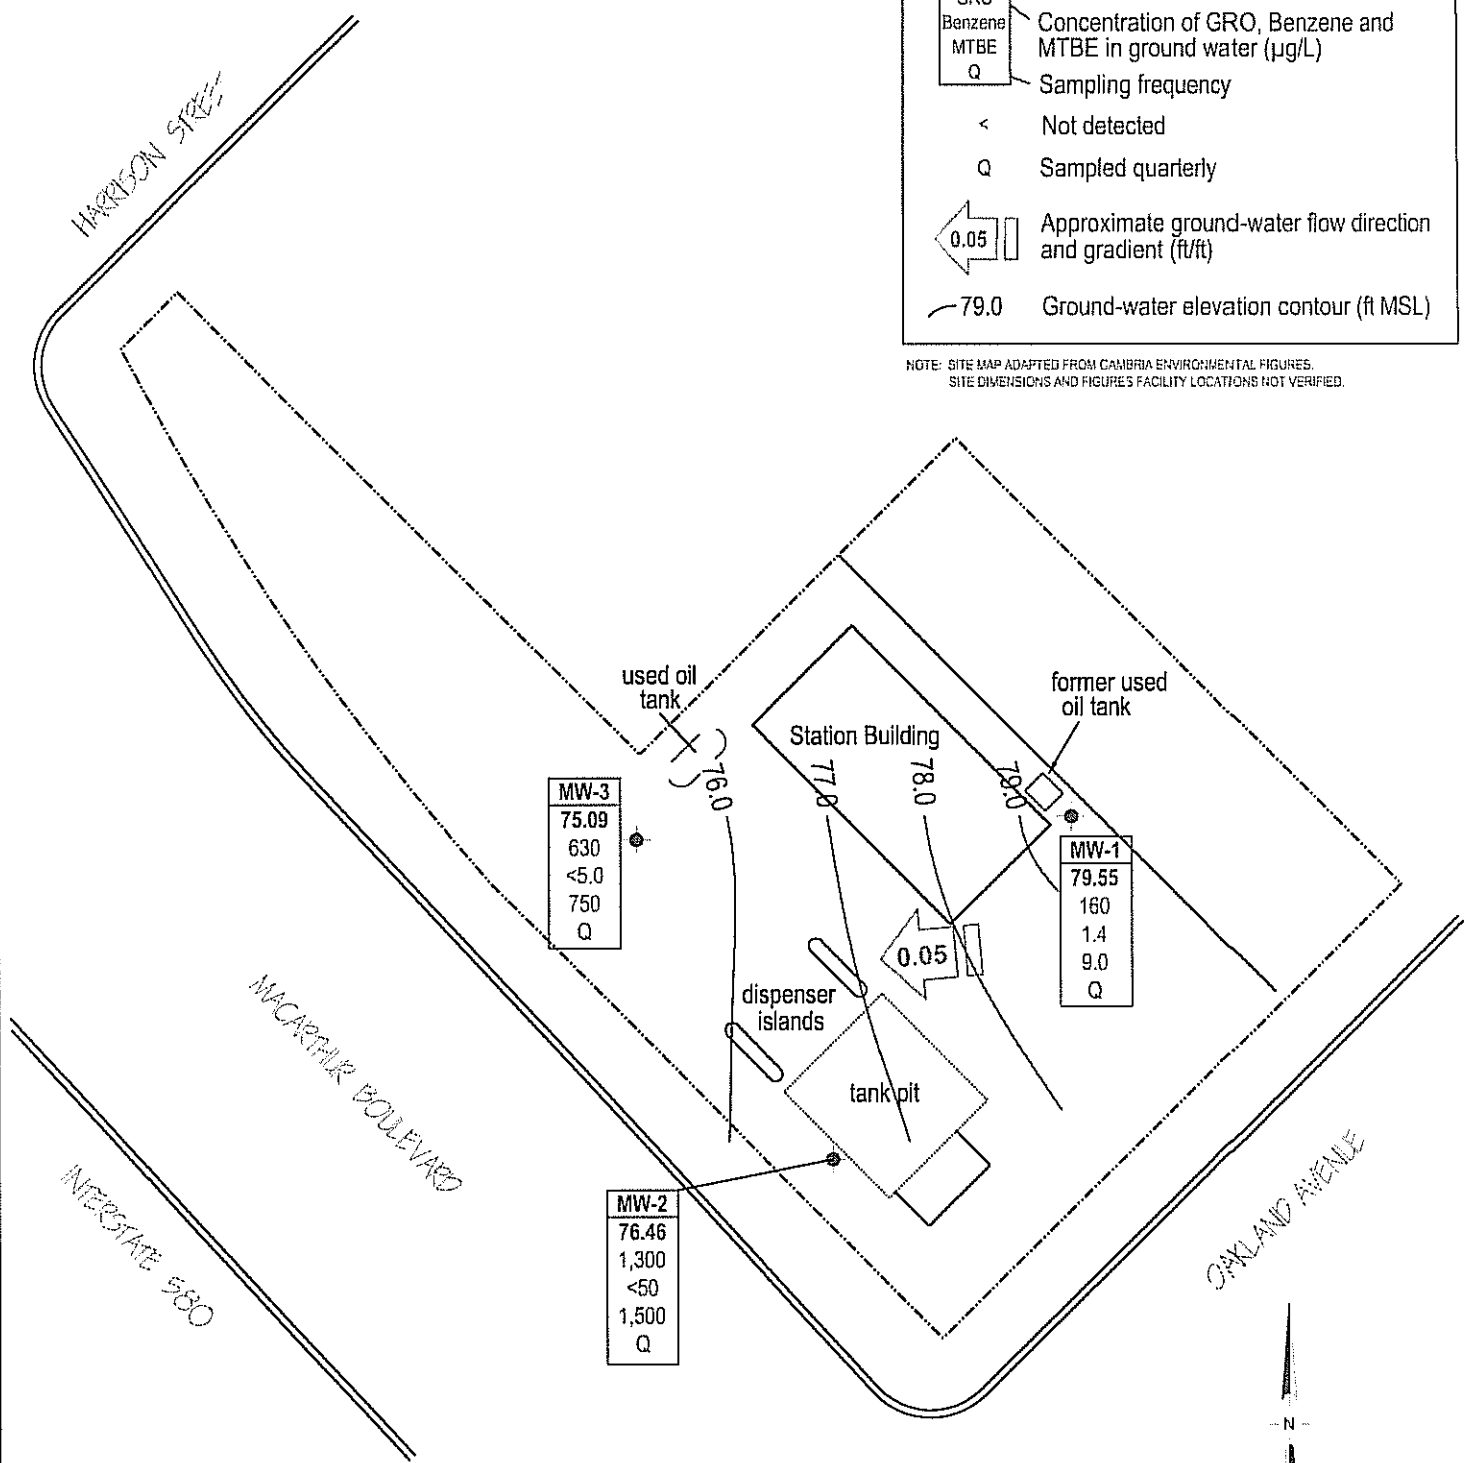 Benzene
MTBE
Q
Concentration of GRO, Benzene and
MTBE in ground water (µg/L)
Sampling frequency
< Not detected
Q Sampled quarterly
0.05
Approximate ground-water flow direction
and gradient (ft/ft)
79.0 Ground-water elevation contour (ft MSL)
NOTE: SITE MAP ADAPTED FROM CAMBRIA ENVIRONMENTAL FIGURES.
SITE DIMENSIONS AND FIGURES FACILITY LOCATIONS NOT VERIFIED.
HARRISON STREE
used oil
tank
Station Building
former used
oil tank
76.0
77.0
78.0
79.0
MW-3
75.09
630
<5.0
750
Q
MW-1
79.55
160
1.4
9.0
Q
0.05
dispenser
islands
tank pit
MW-2
76.46
1,300
<50
1,500
Q
MACARTHUR BOULEVARD
INTERSTATE 580
OAKLAND AVENUE
N